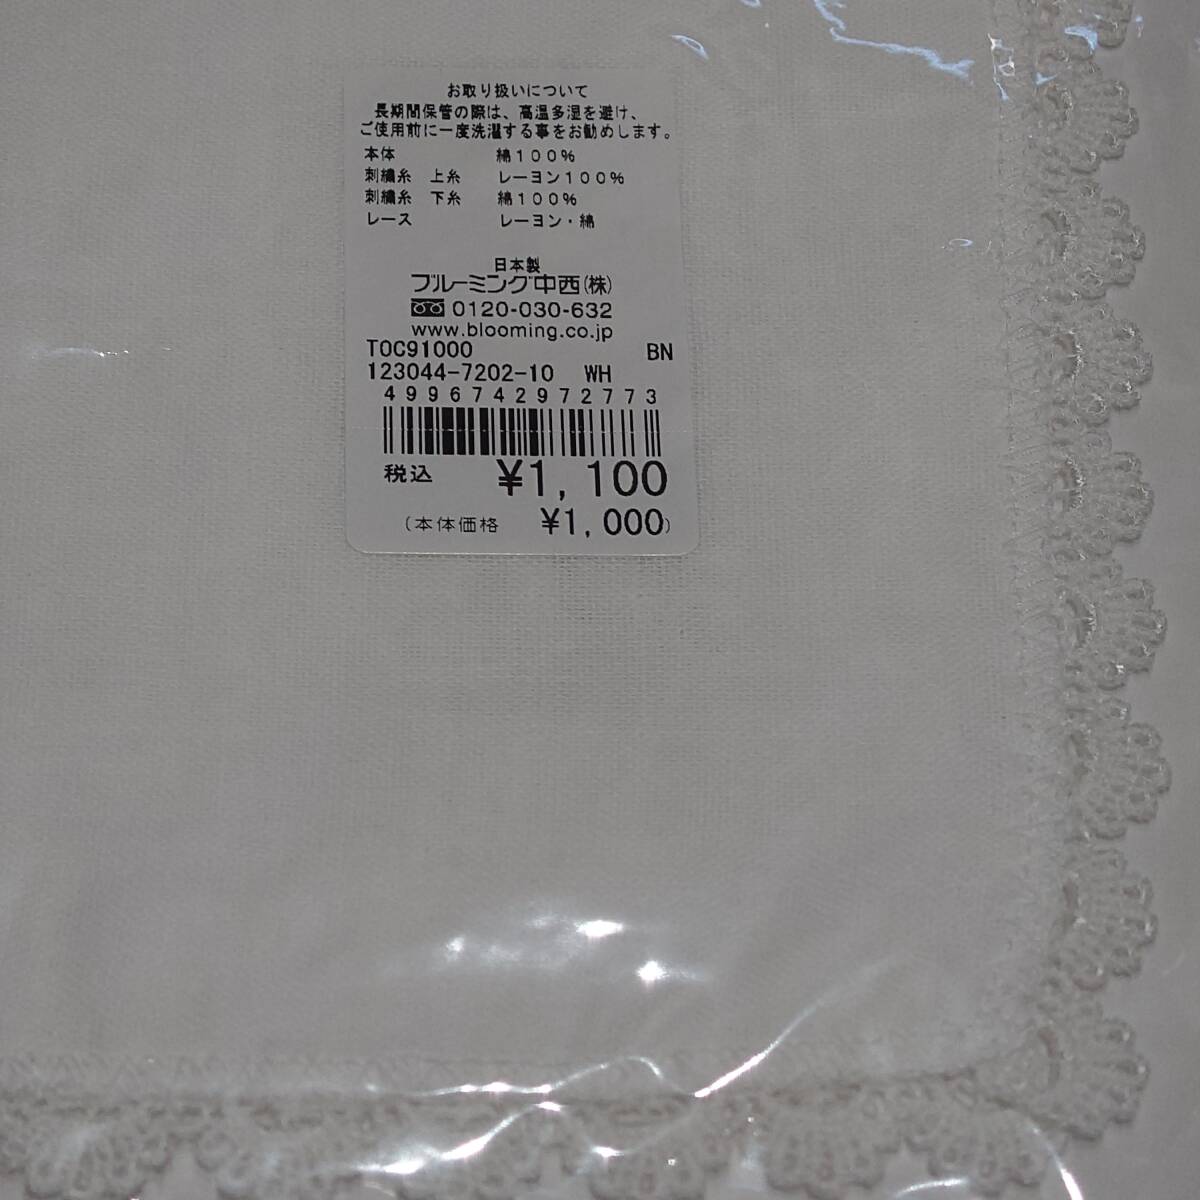 お取り扱いについて
長期間保管の際は、高温多湿を避け、
ご使用前に一度洗濯する事をお勧めします。
本体 綿100%
刺繍糸 上糸 レーヨン100%
刺繍糸 下糸 綿100%
レース レーヨン・綿
日本製
ブルーミング中西(株)
0120-030-632
www.blooming.co.jp
TOC91000 BN
123044-7202-10 WH
4996742972773
税込 ¥1,100
(本体価格 ¥1,000)